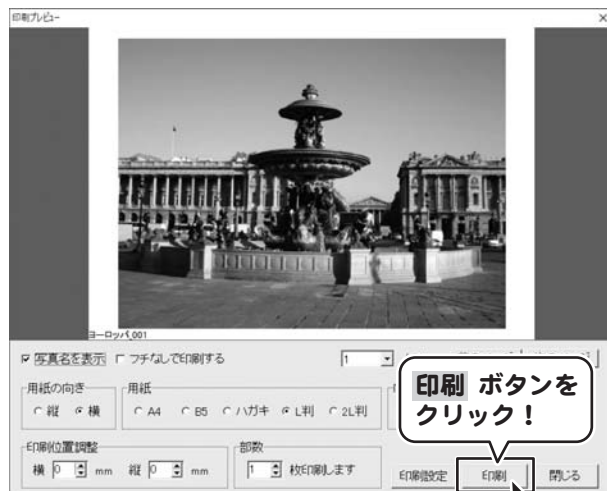 印刷プレビュー
ヨーロッパ_001
写真名を表示 フチなしで印刷する 1
用紙の向き
縦 横
用紙
A4 B5 ハガキ L判 2L判
印刷 ボタンを
クリック!
印刷位置調整
横 0 mm 縦 0 mm
部数
1 枚印刷します
印刷設定 印刷 閉じる